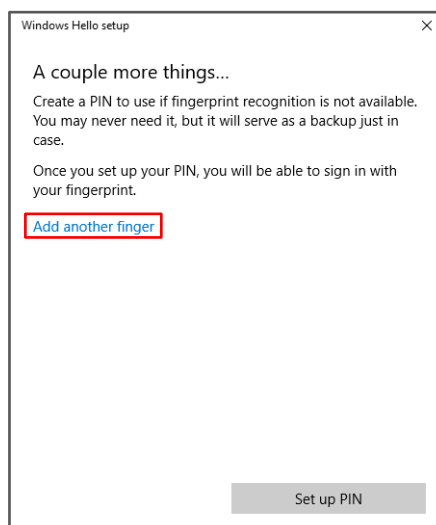 Windows Hello setup
A couple more things...
Create a PIN to use if fingerprint recognition is not available.
You may never need it, but it will serve as a backup just in
case.
Once you set up your PIN, you will be able to sign in with
your fingerprint.
Add another finger
Set up PIN